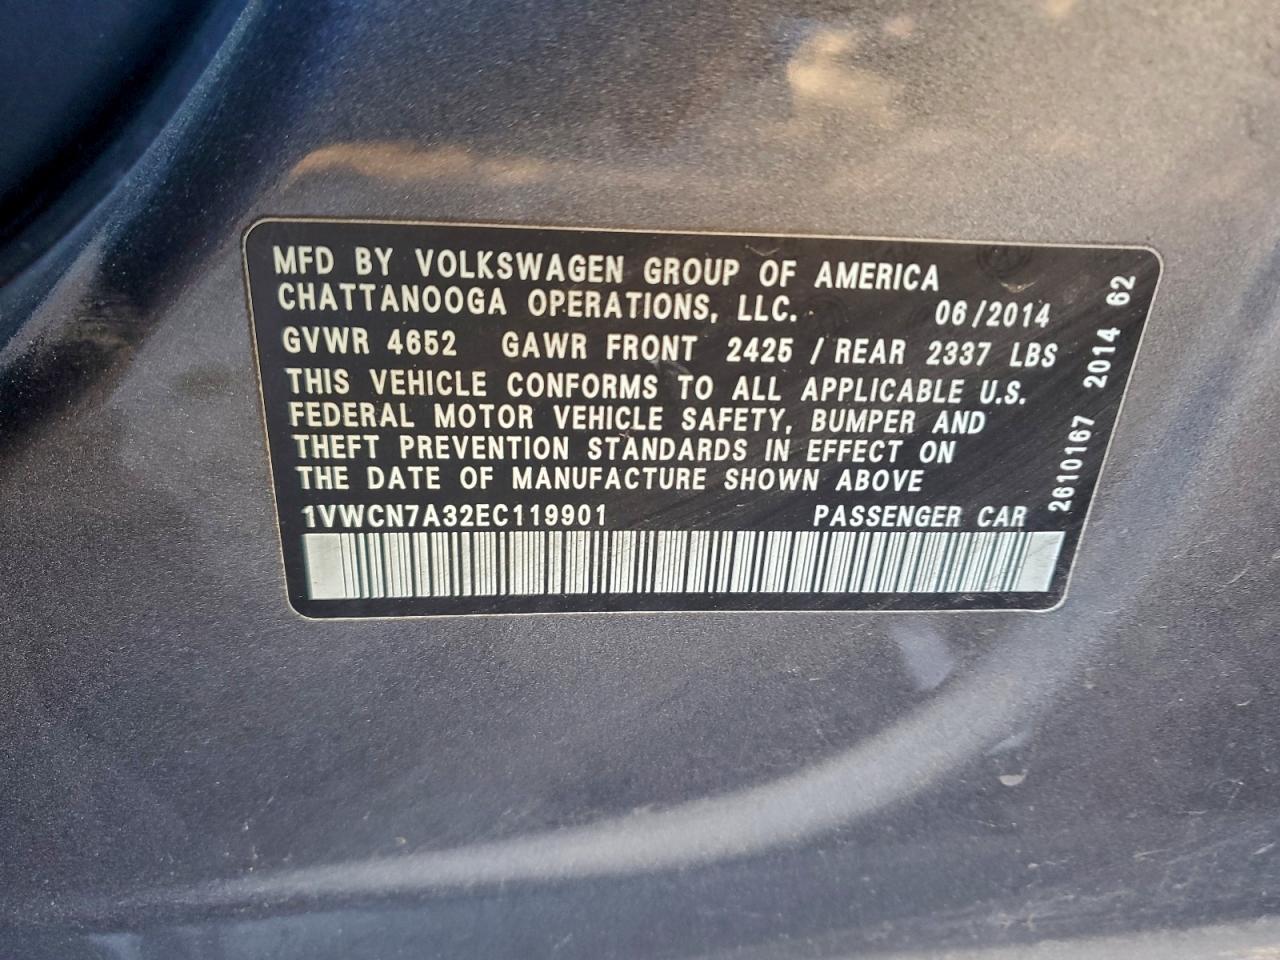 MFD BY VOLKSWAGEN GROUP OF AMERICA
CHATTANOOGA OPERATIONS, LLC. 06/2014
GVWR 4652 GAWR FRONT 2425 / REAR 2337 LBS
THIS VEHICLE CONFORMS TO ALL APPLICABLE U.S.
FEDERAL MOTOR VEHICLE SAFETY, BUMPER AND
THEFT PREVENTION STANDARDS IN EFFECT ON
THE DATE OF MANUFACTURE SHOWN ABOVE
1VWCN7A32EC119901 PASSENGER CAR
2610167 2014 62